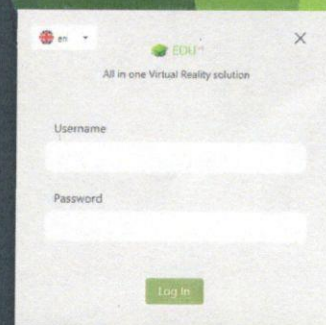 en
EDU
All in one Virtual Reality solution
Username
Password
Log In